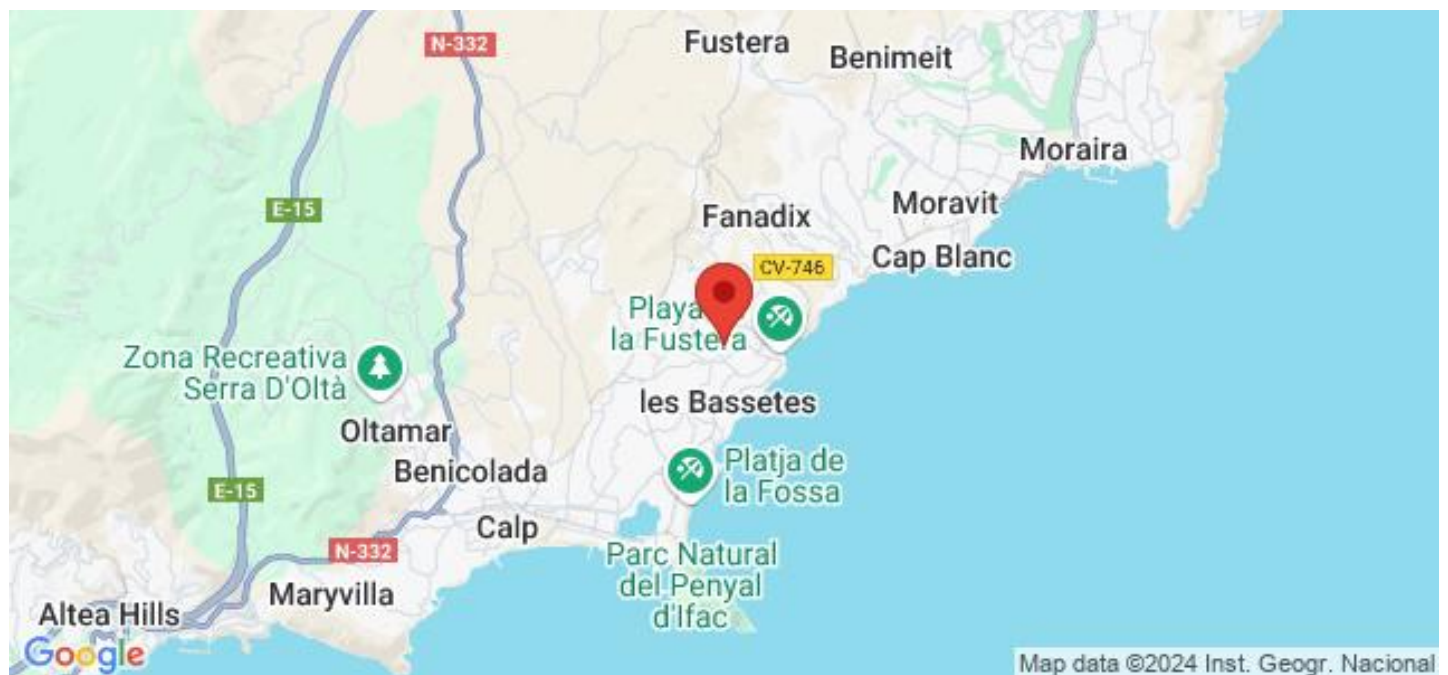 N-332
Fustera
Benimeit
Moraira
E-15
Moravit
Fanadix
Cap Blanc
CV-746
Playa
la Fustera
Zona Recreativa
Serra D'Oltà
les Bassetes
Oltamar
Benicolada
Platja de
la Fossa
E-15
Calp
N-332
Parc Natural
del Penyal
d'Ifac
Maryvilla
Altea Hills
Google
Map data ©2024 Inst. Geogr. Nacional